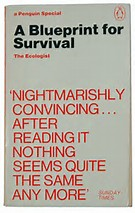 a Penguin Special
A Blueprint for
Survival
The Ecologist
'NIGHTMARISHLY
CONVINCING...
AFTER
READING IT
NOTHING
SEEMS QUITE
THE SAME
ANY MORE'
SUNDAY
TIMES